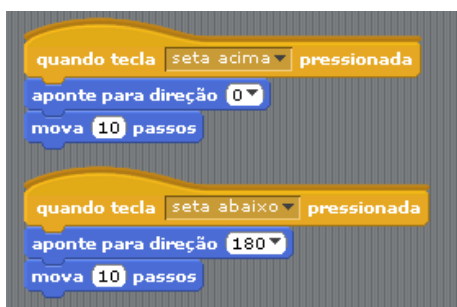 quando tecla seta acima pressionada
aponte para direção 0
mova 10 passos
quando tecla seta abaixo pressionada
aponte para direção 180
mova 10 passos